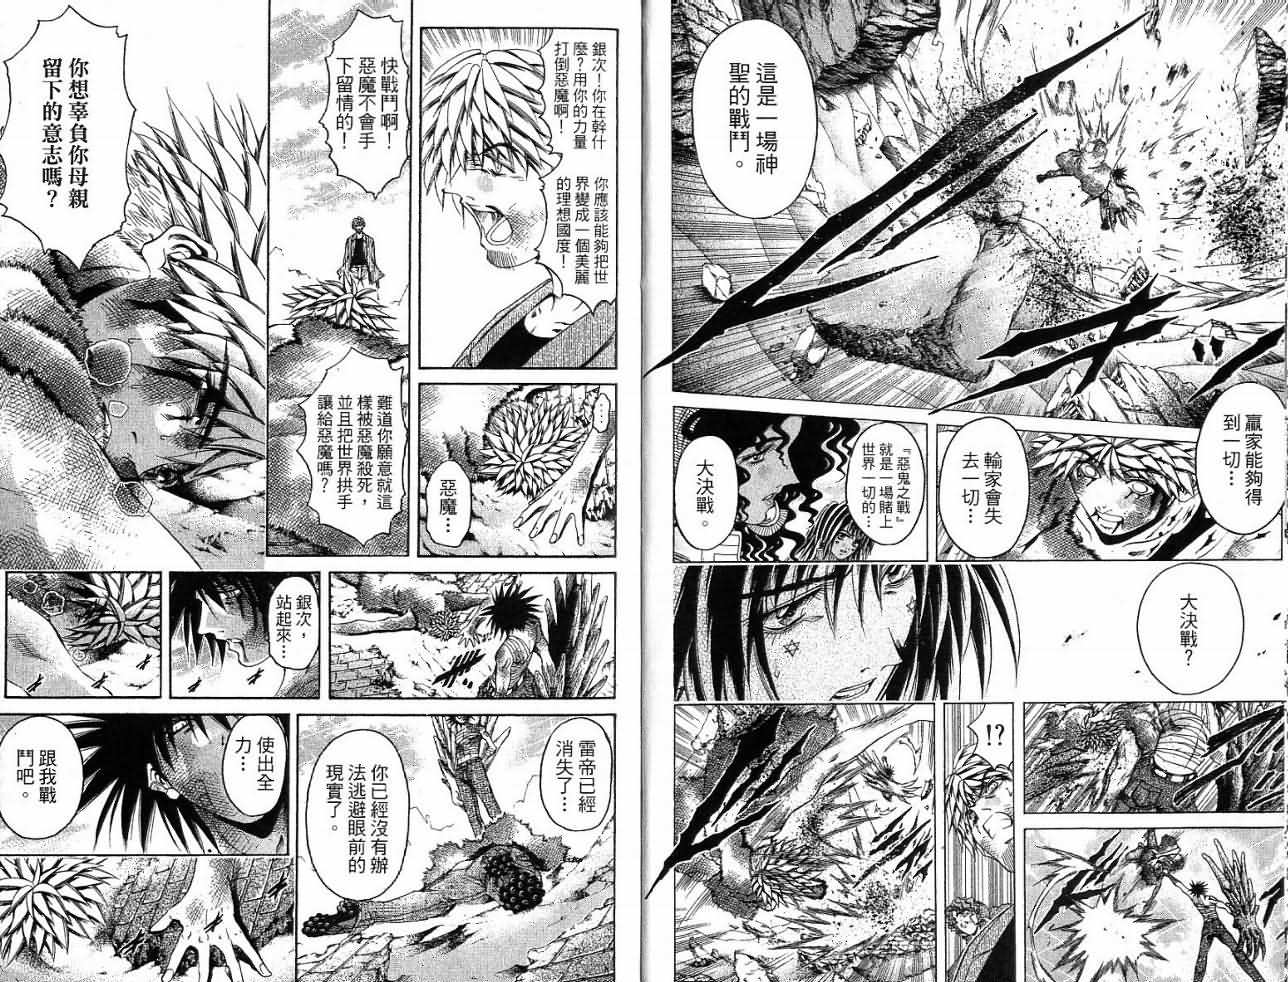 這是一場神
聖的戰鬥。
贏家能夠得
到一切…
輸家會失
去一切…
『惡鬼之戰』
就是一場賭上
世界一切的…
大決戰。
大決戰？
!?
銀次！你在幹什
麼？用你的力量
打倒惡魔啊！
你應該能夠把世
界變成一個美麗
的理想國度！
……
惡魔…
快戰鬥啊！
惡魔不會手
下留情的！
難道你願意就這
樣被惡魔殺死，
並且把世界拱手
讓給惡魔嗎？
你想辜負你母親
留下的意志嗎？
銀次，
站起來…
雷帝已經
消失了…
你已經沒有辦
法逃避眼前的
現實了。
使出全
力…
跟我戰
鬥吧。